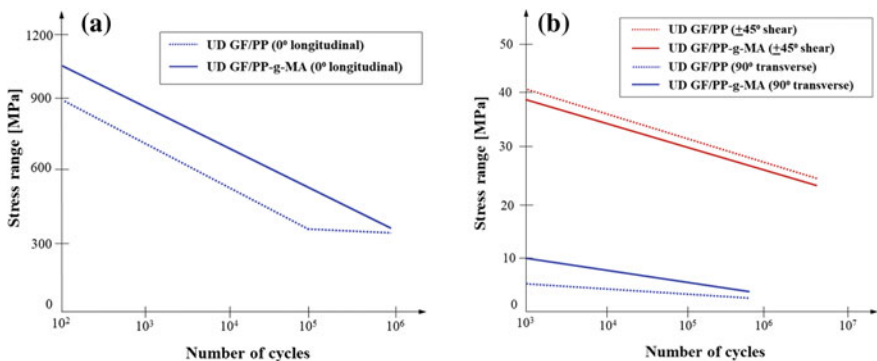 (a)
UD GF/PP (0° longitudinal)
UD GF/PP-g-MA (0° longitudinal)
Stress range [MPa]
1200
900
600
300
0
10²
10³
10⁴
10⁵
10⁶
Number of cycles
(b)
UD GF/PP (±45° shear)
UD GF/PP-g-MA (±45° shear)
UD GF/PP (90° transverse)
UD GF/PP-g-MA (90° transverse)
Stress range [MPa]
50
40
30
20
10
0
10³
10⁴
10⁵
10⁶
10⁷
Number of cycles